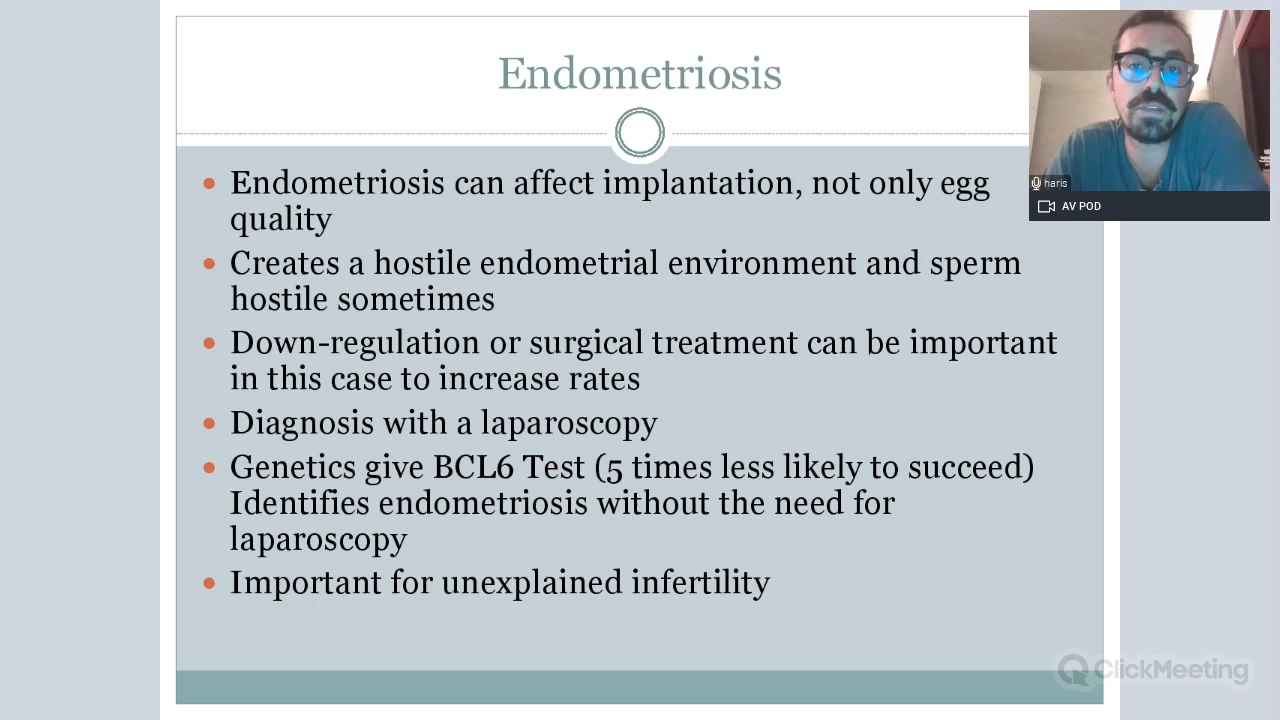 Endometriosis
Endometriosis can affect implantation, not only egg
quality
Creates a hostile endometrial environment and sperm
hostile sometimes
Down-regulation or surgical treatment can be important
in this case to increase rates
Diagnosis with a laparoscopy
Genetics give BCL6 Test (5 times less likely to succeed)
Identifies endometriosis without the need for
laparoscopy
Important for unexplained infertility
haris
AV POD
ClickMeeting